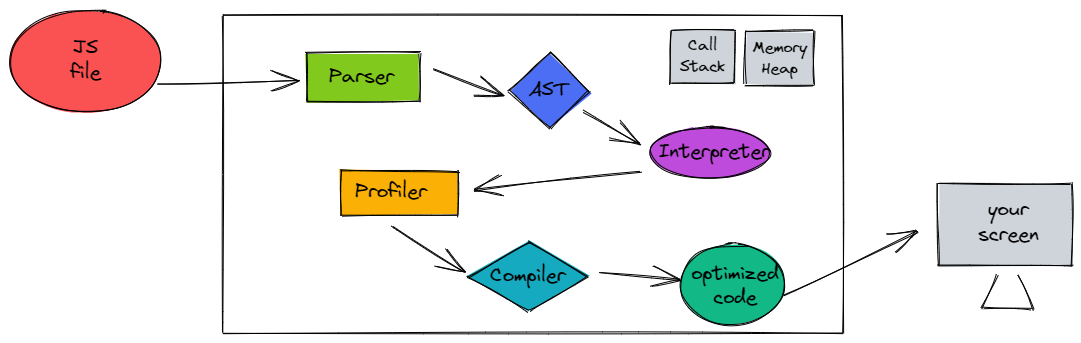 JS
file
Parser
AST
Call
Stack
Memory
Heap
Interpreter
Profiler
Compiler
optimized
code
your
screen